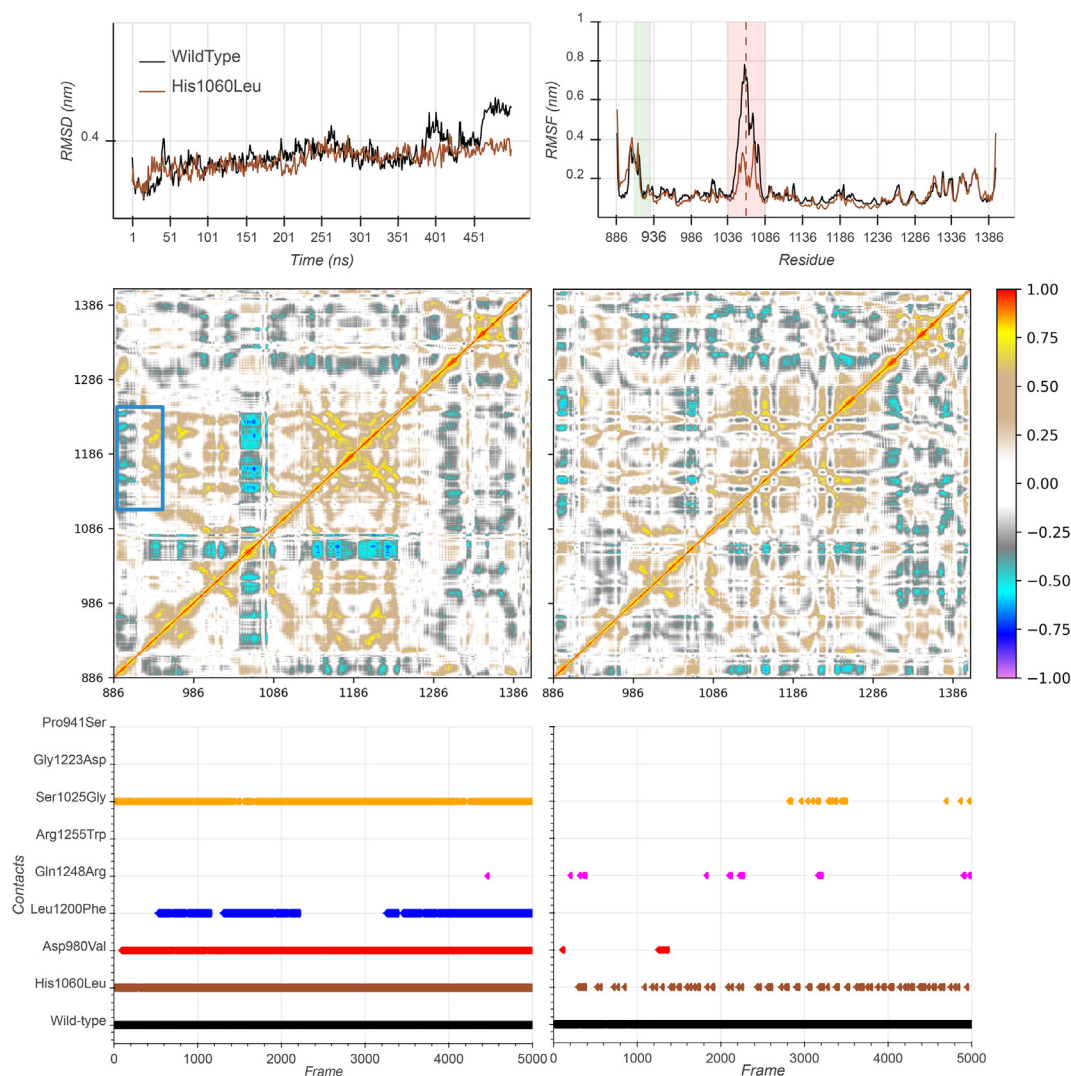 WildType
His1060Leu
RMSD (nm)
0.4
1 51 101 151 201 251 301 351 401 451
Time (ns)
RMSF (nm)
1
0.8
0.6
0.4
0.2
886 936 986 1036 1086 1136 1186 1236 1286 1336 1386
Residue
1386
1286
1186
1086
986
886
886 986 1086 1186 1286 1386
886 986 1086 1186 1286 1386
1.00
0.75
0.50
0.25
0.00
−0.25
−0.50
−0.75
−1.00
Contacts
Pro941Ser
Gly1223Asp
Ser1025Gly
Arg1255Trp
Gln1248Arg
Leu1200Phe
Asp980Val
His1060Leu
Wild-type
0 1000 2000 3000 4000 5000
Frame
0 1000 2000 3000 4000 5000
Frame